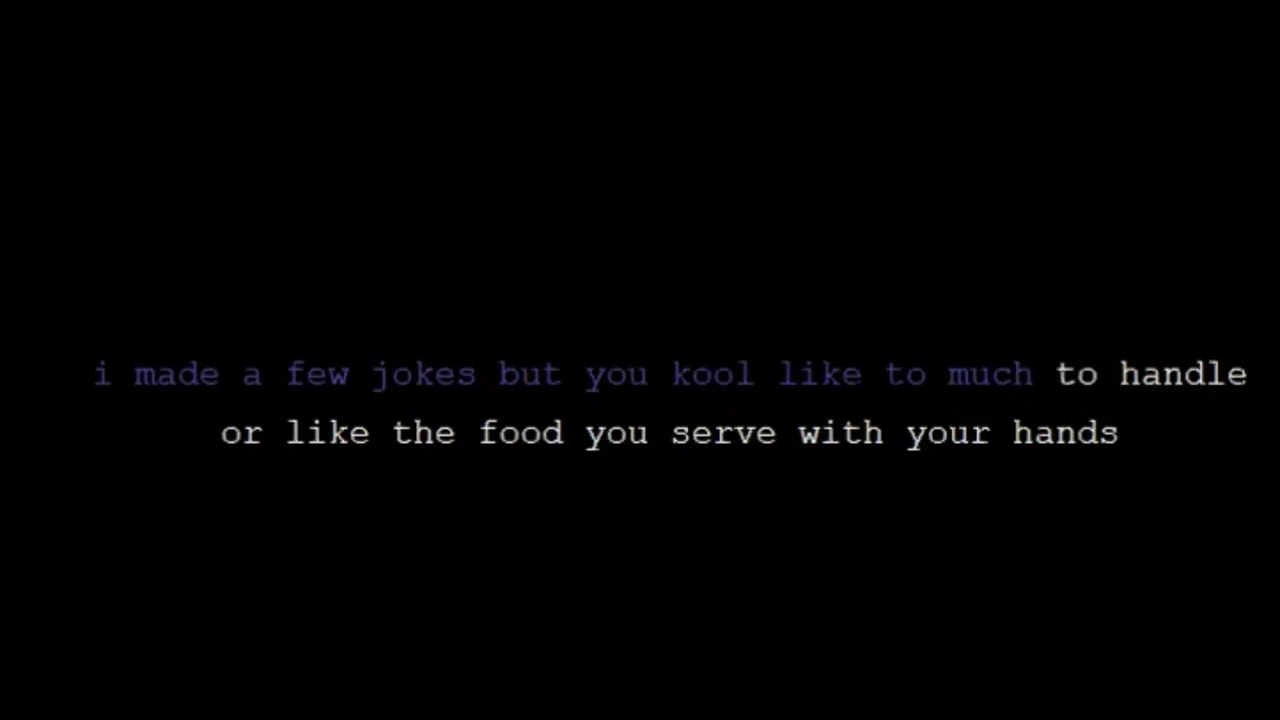 i made a few jokes but you kool like to much to handle
or like the food you serve with your hands